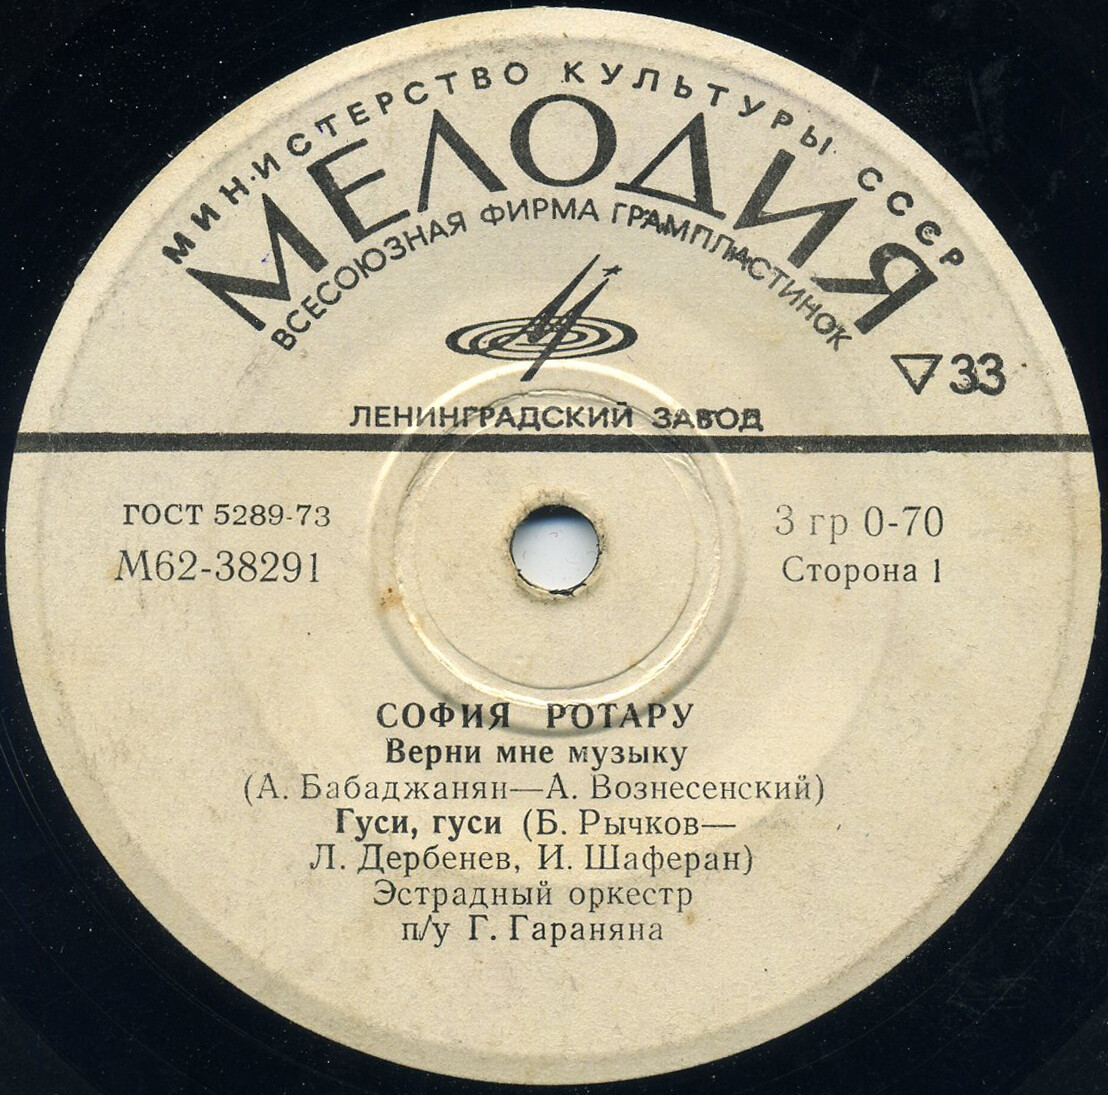 МИНИСТЕРСТВО КУЛЬТУРЫ СССР
МЕЛОДИЯ
ВСЕСОЮЗНАЯ ФИРМА ГРАМПЛАСТИНОК
33
ЛЕНИНГРАДСКИЙ ЗАВОД
ГОСТ 5289-73
М62-38291
3 гр 0-70
Сторона 1
СОФИЯ РОТАРУ
Верни мне музыку
(А. Бабаджанян—А. Вознесенский)
Гуси, гуси (Б. Рычков—
Л. Дербенев, И. Шаферан)
Эстрадный оркестр
п/у Г. Гараняна